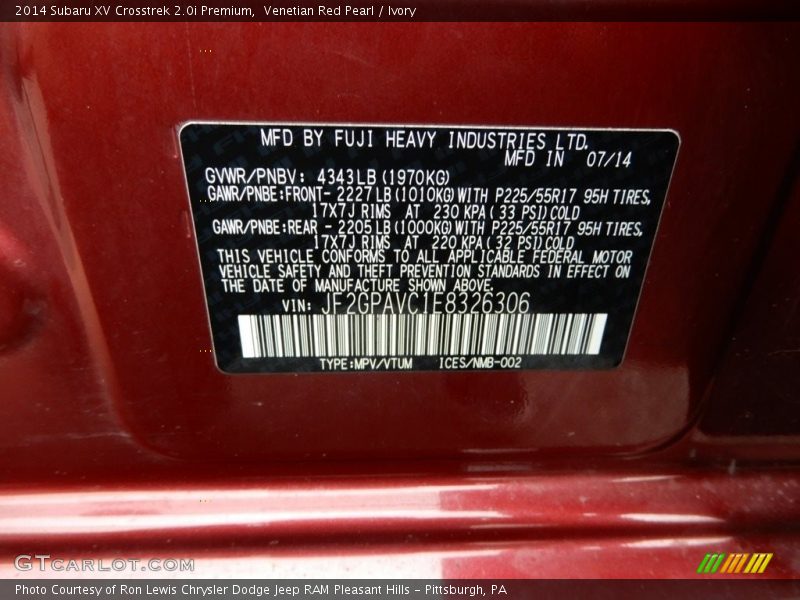 2014 Subaru XV Crosstrek 2.0i Premium,  Venetian Red Pearl / Ivory
MFD BY FUJI HEAVY INDUSTRIES LTD.
MFD IN 07/14
GVWR/PNBV: 4343LB(1970KG)
GAWR/PNBE:FRONT- 2227LB(1010KG)WITH P225/55R17 95H TIRES,
17X7J RIMS AT 230 KPA(33 PSI)COLD
GAWR/PNBE:REAR - 2205LB(1000KG)WITH P225/55R17 95H TIRES,
17X7J RIMS AT 220 KPA(32 PSI)COLD
THIS VEHICLE CONFORMS TO ALL APPLICABLE FEDERAL MOTOR
VEHICLE SAFETY AND THEFT PREVENTION STANDARDS IN EFFECT ON
THE DATE OF MANUFACTURE SHOWN ABOVE.
VIN: JF2GPAVC1E8326306
TYPE:MPV/VTUM ICES/NMB-002
GTCARLOT.COM
Photo Courtesy of Ron Lewis Chrysler Dodge Jeep RAM Pleasant Hills - Pittsburgh, PA